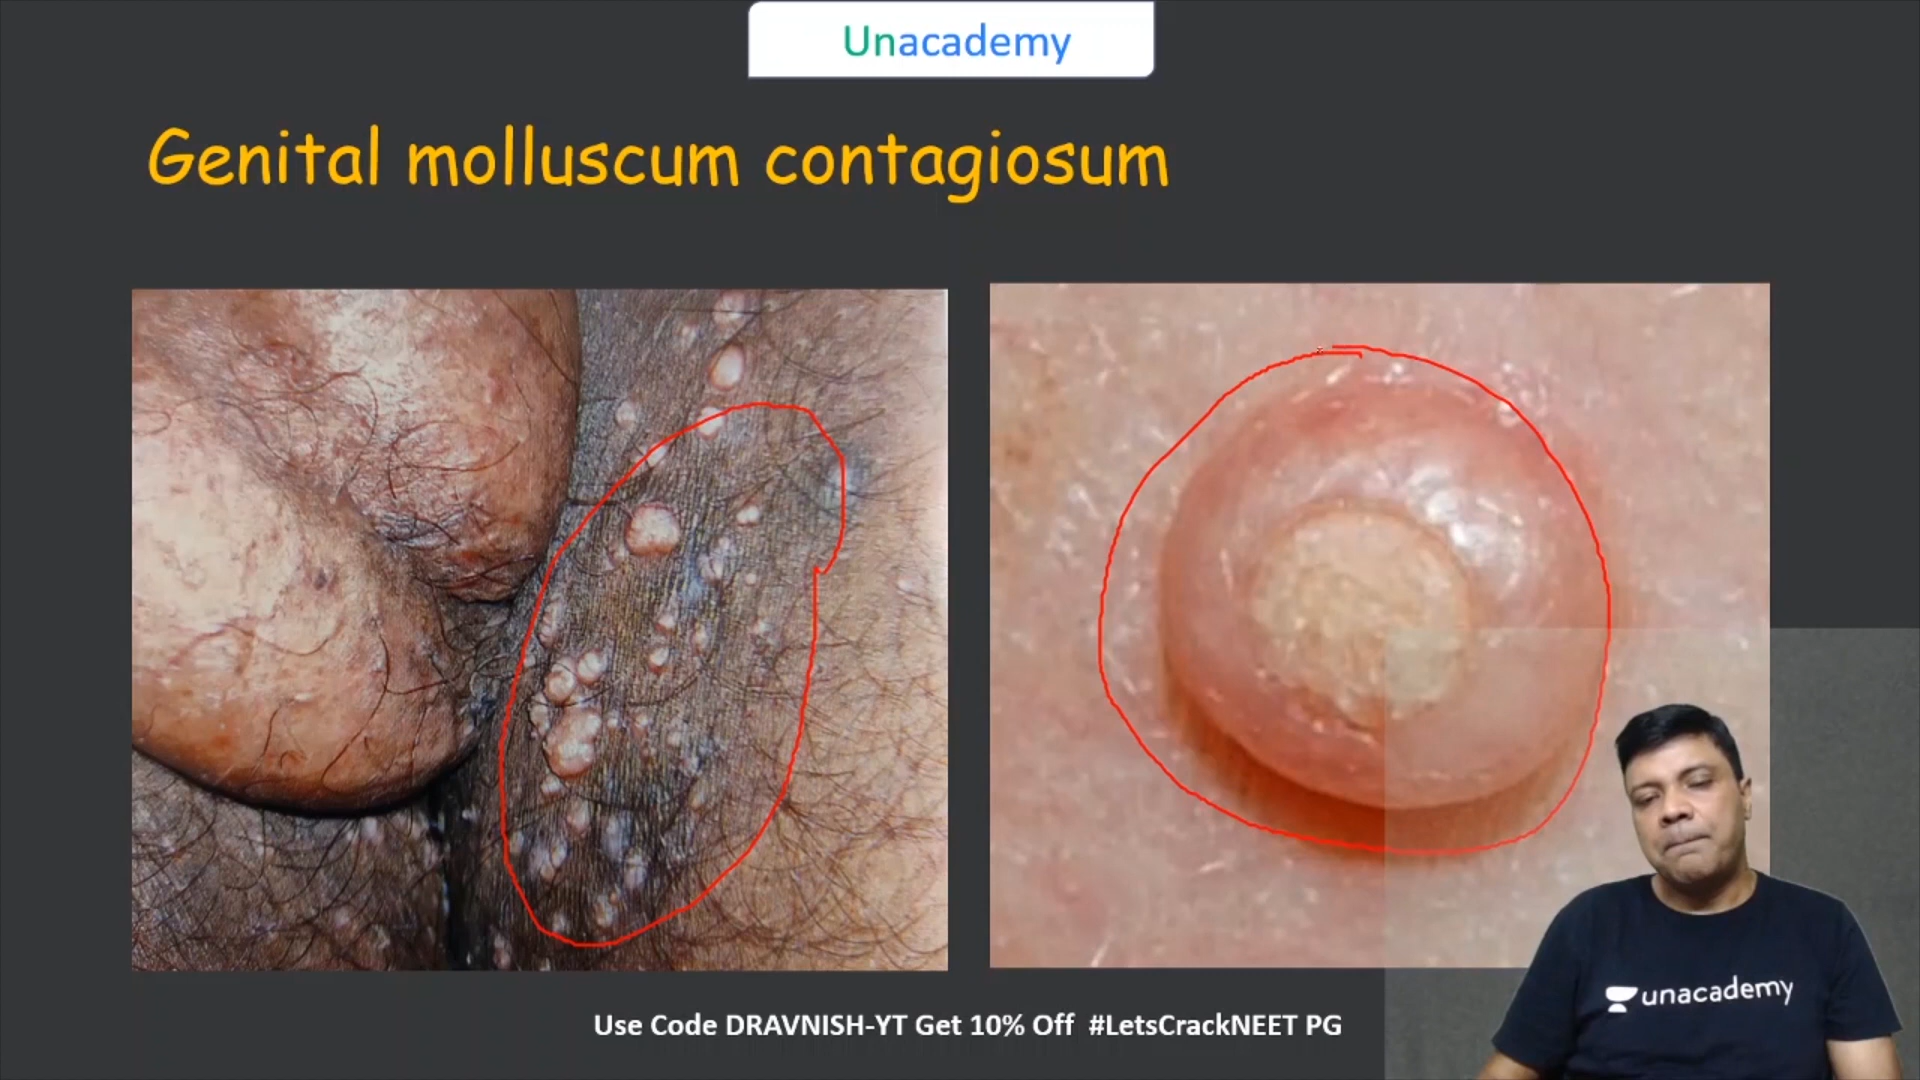 Unacademy
Genital molluscum contagiosum
unacademy
Use Code DRAVNISH-YT Get 10% Off #LetsCrackNEET PG